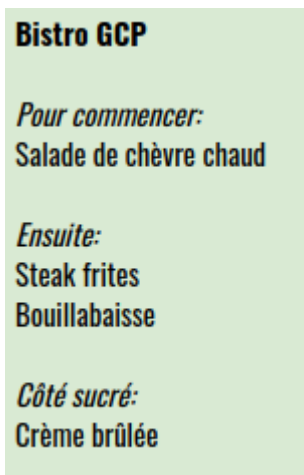 Bistro GCP
Pour commencer:
Salade de chèvre chaud
Ensuite:
Steak frites
Bouillabaisse
Côté sucré:
Crème brûlée